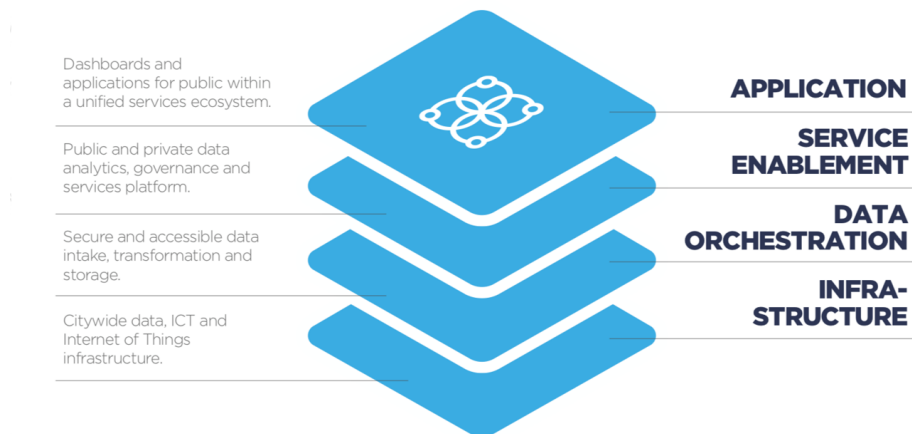 Dashboards and
applications for public within
a unified services ecosystem.
APPLICATION
Public and private data
analytics, governance and
services platform.
SERVICE
ENABLEMENT
Secure and accessible data
intake, transformation and
storage.
DATA
ORCHESTRATION
Citywide data, ICT and
Internet of Things
infrastructure.
INFRA-
STRUCTURE